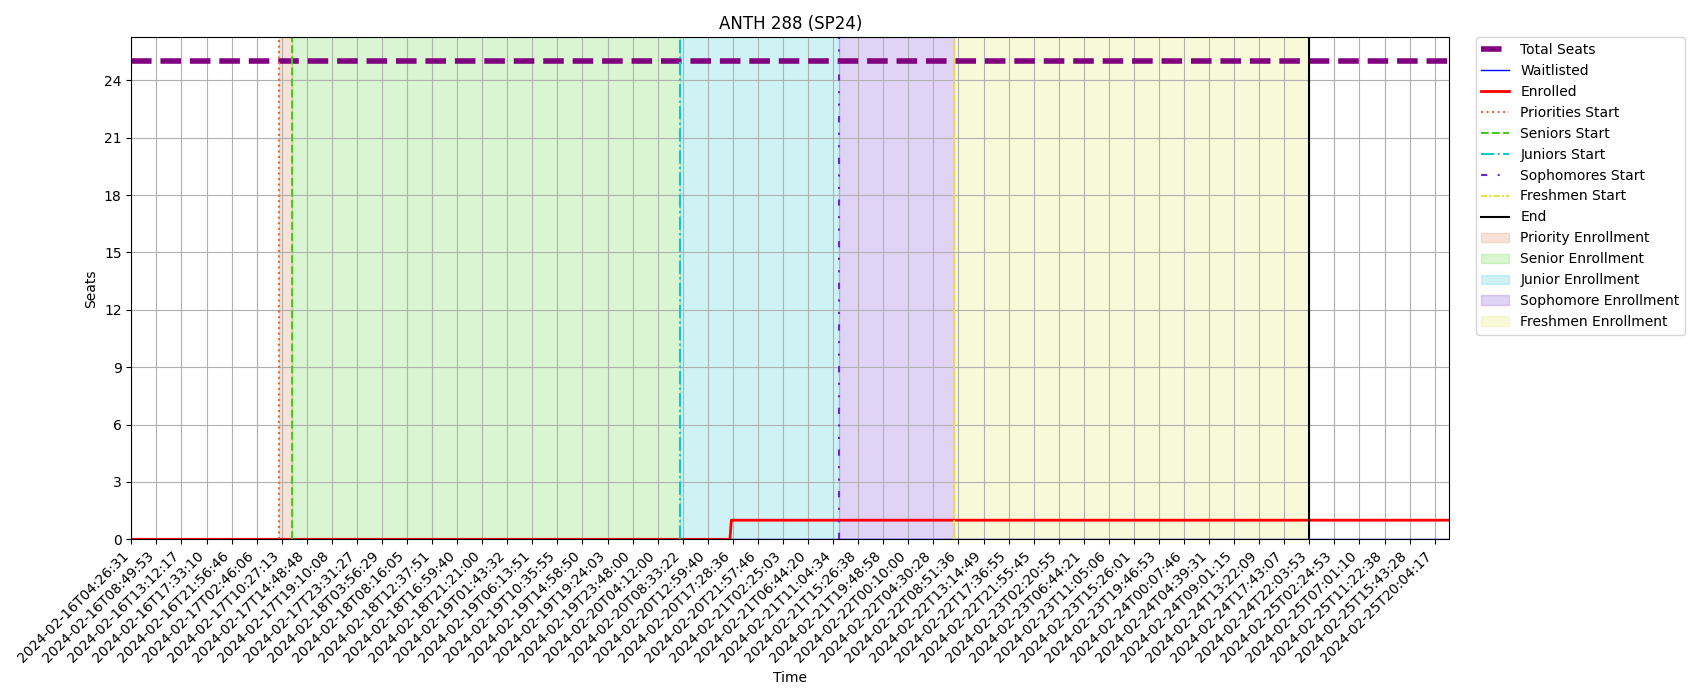 ANTH 288 (SP24)
Seats
24
21
18
15
12
9
6
3
0
2024-02-16T04:26:31
2024-02-16T08:49:53
2024-02-16T13:12:17
2024-02-16T17:33:10
2024-02-16T21:56:46
2024-02-17T02:46:06
2024-02-17T10:27:13
2024-02-17T14:48:48
2024-02-17T19:10:08
2024-02-17T23:31:27
2024-02-18T03:56:29
2024-02-18T08:16:05
2024-02-18T12:37:51
2024-02-18T16:59:40
2024-02-18T21:21:00
2024-02-19T01:43:32
2024-02-19T06:13:51
2024-02-19T10:35:55
2024-02-19T14:58:50
2024-02-19T19:24:03
2024-02-19T23:48:00
2024-02-20T04:12:00
2024-02-20T08:33:22
2024-02-20T12:59:40
2024-02-20T17:28:36
2024-02-20T21:57:46
2024-02-21T02:25:03
2024-02-21T06:44:20
2024-02-21T11:04:34
2024-02-21T15:26:38
2024-02-21T19:48:58
2024-02-22T00:10:00
2024-02-22T04:30:28
2024-02-22T08:51:36
2024-02-22T13:14:49
2024-02-22T17:36:55
2024-02-22T21:55:45
2024-02-23T02:20:55
2024-02-23T06:44:21
2024-02-23T11:05:06
2024-02-23T15:26:01
2024-02-23T19:46:53
2024-02-24T00:07:46
2024-02-24T04:39:31
2024-02-24T09:01:15
2024-02-24T13:22:09
2024-02-24T17:43:07
2024-02-24T22:03:53
2024-02-25T02:24:53
2024-02-25T07:01:10
2024-02-25T11:22:38
2024-02-25T15:43:28
2024-02-25T20:04:17
Time
Total Seats
Waitlisted
Enrolled
Priorities Start
Seniors Start
Juniors Start
Sophomores Start
Freshmen Start
End
Priority Enrollment
Senior Enrollment
Junior Enrollment
Sophomore Enrollment
Freshmen Enrollment